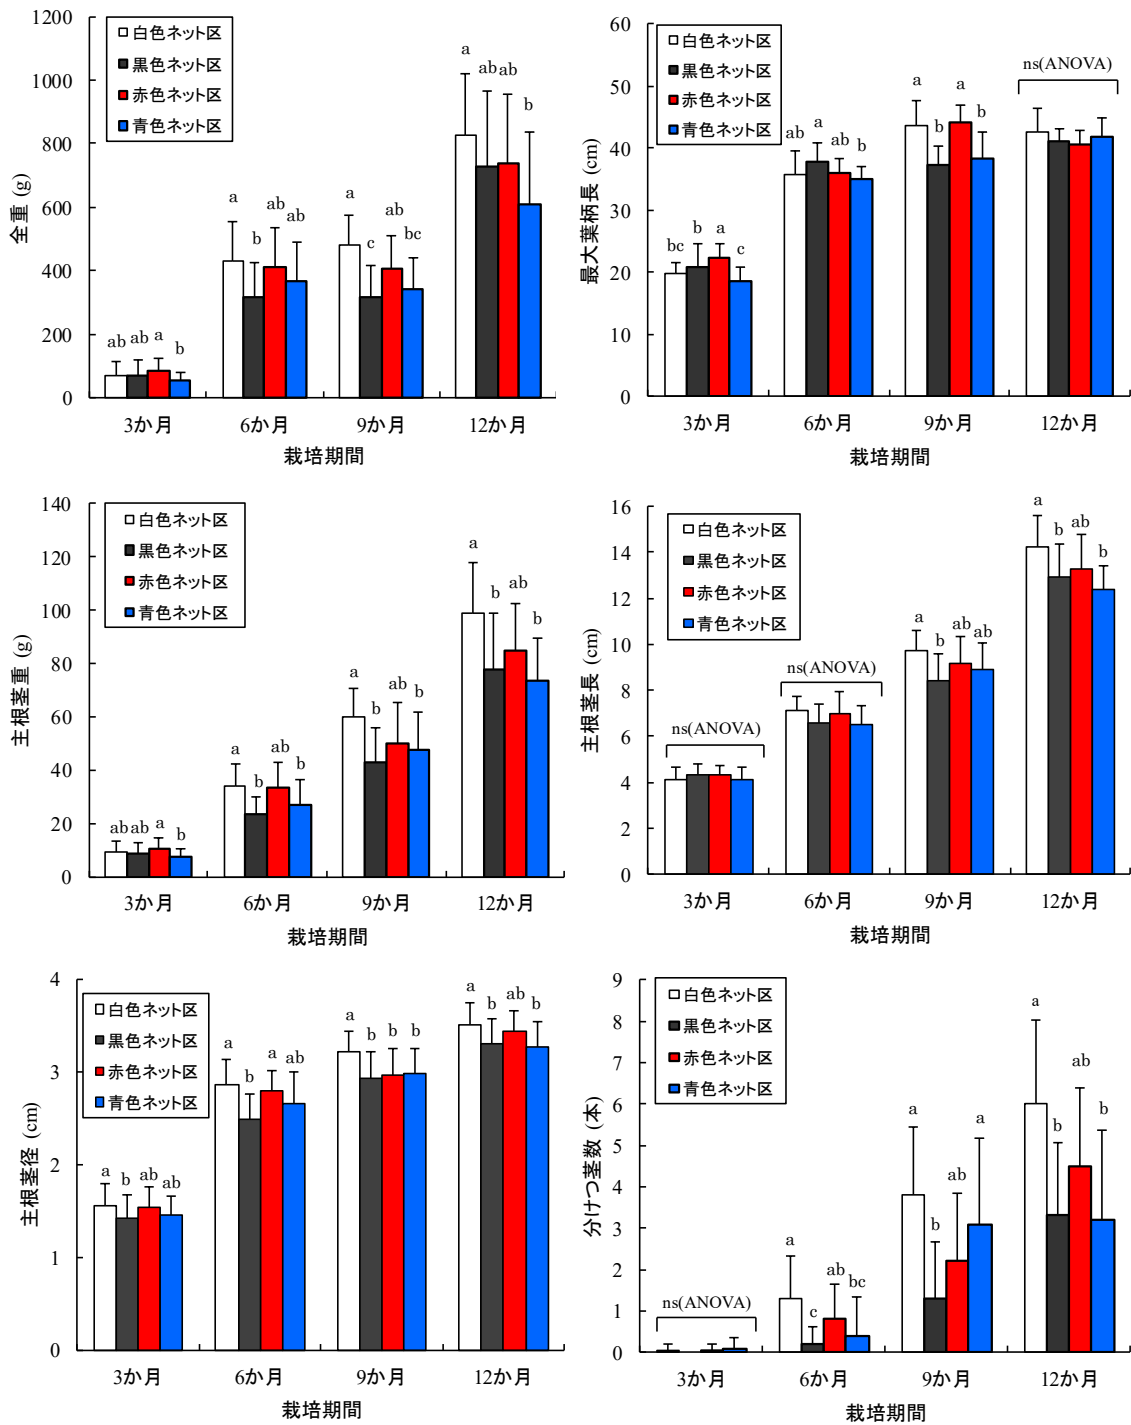 1200
1000
800
600
400
200
0
全重 (g)
白色ネット区
黒色ネット区
赤色ネット区
青色ネット区
ab ab a b
a b ab ab
a c ab bc
a ab ab b
3か月 6か月 9か月 12か月
栽培期間
60
50
40
30
20
10
0
最大葉柄長 (cm)
白色ネット区
黒色ネット区
赤色ネット区
青色ネット区
bc b a c
ab a ab b
a b a b
ns(ANOVA)
3か月 6か月 9か月 12か月
栽培期間
140
120
100
80
60
40
20
0
主根茎重 (g)
白色ネット区
黒色ネット区
赤色ネット区
青色ネット区
ab ab a b
a b ab b
a b ab b
a b ab b
3か月 6か月 9か月 12か月
栽培期間
16
14
12
10
8
6
4
2
0
主根茎長 (cm)
白色ネット区
黒色ネット区
赤色ネット区
青色ネット区
ns(ANOVA)
ns(ANOVA)
a b ab ab
a b ab b
3か月 6か月 9か月 12か月
栽培期間
4
3
2
1
0
主根茎径 (cm)
白色ネット区
黒色ネット区
赤色ネット区
青色ネット区
a b ab ab
a b a ab
a b b b
a b ab b
3か月 6か月 9か月 12か月
栽培期間
9
8
7
6
5
4
3
2
1
0
分けつ茎数 (本)
白色ネット区
黒色ネット区
赤色ネット区
青色ネット区
ns(ANOVA)
a c ab bc
a b ab a
a b ab b
3か月 6か月 9か月 12か月
栽培期間